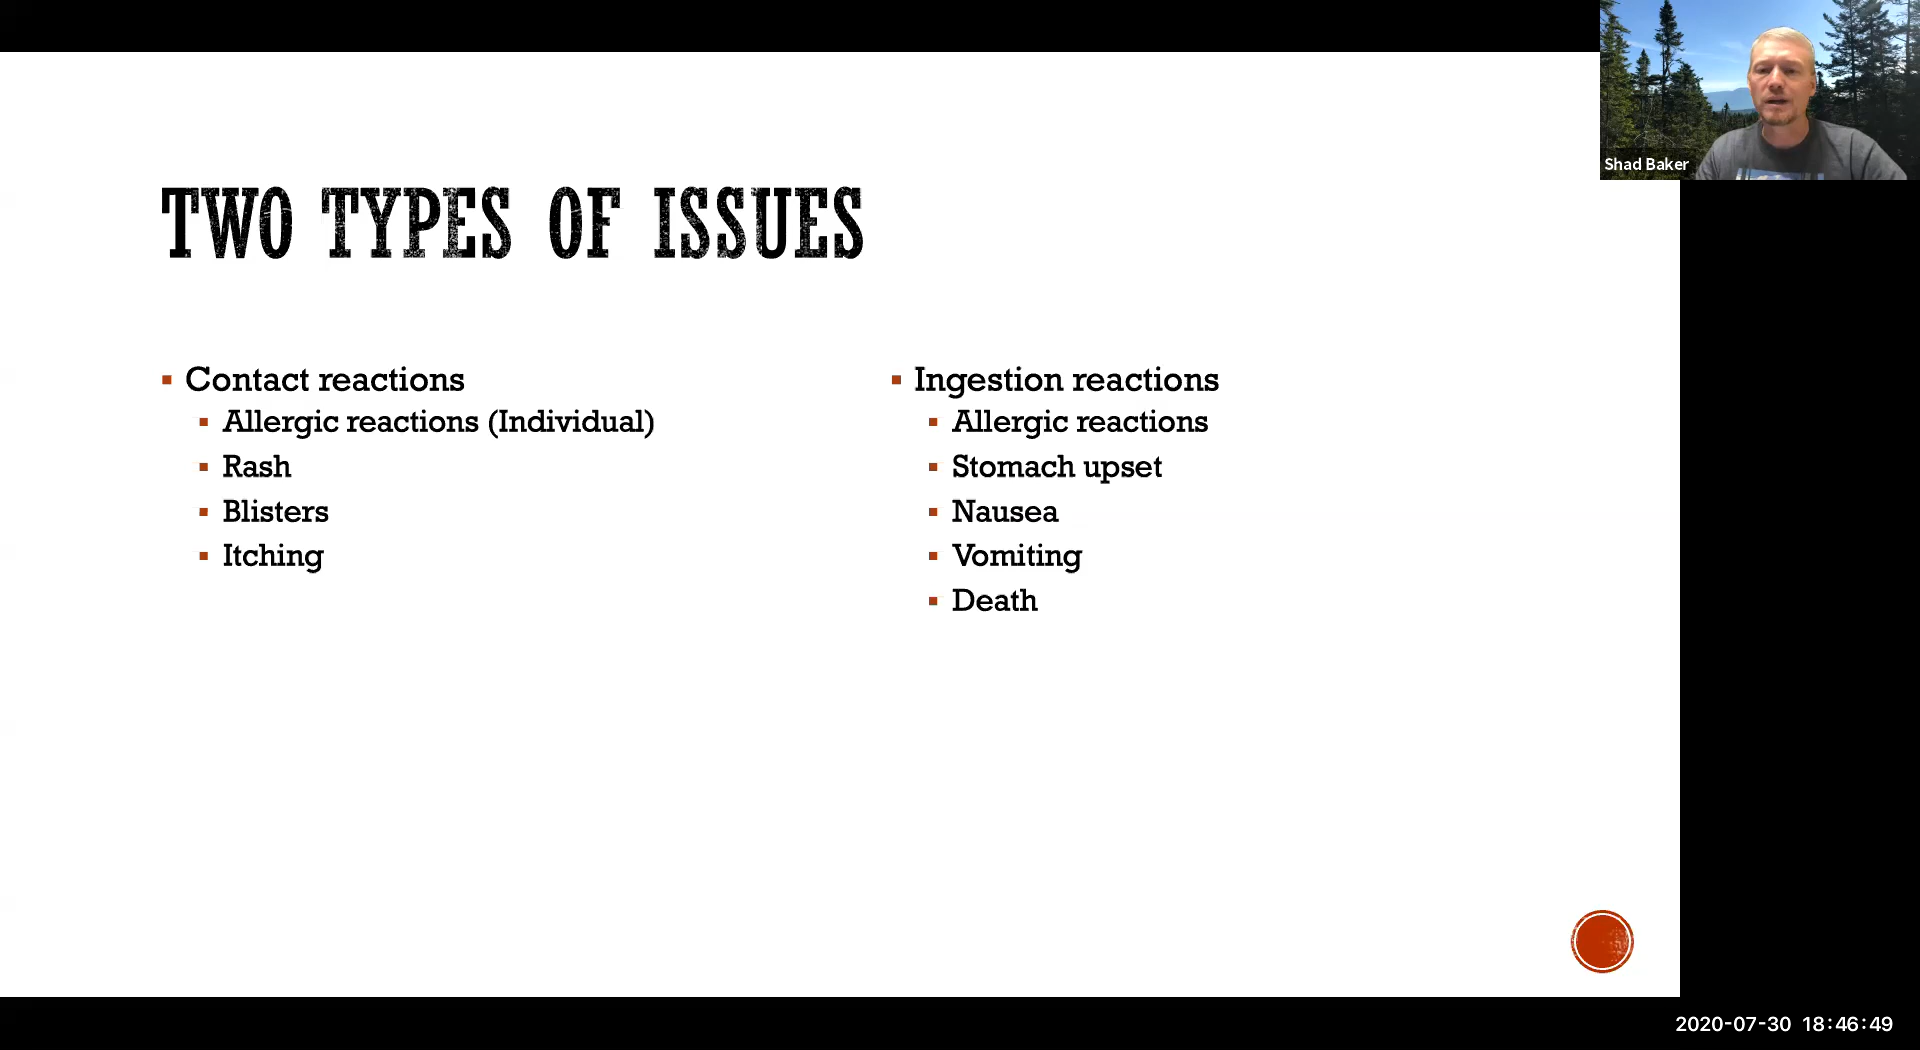 Shad Baker
TWO TYPES OF ISSUES
Contact reactions
Allergic reactions (Individual)
Rash
Blisters
Itching
Ingestion reactions
Allergic reactions
Stomach upset
Nausea
Vomiting
Death
2020-07-30 18:46:49